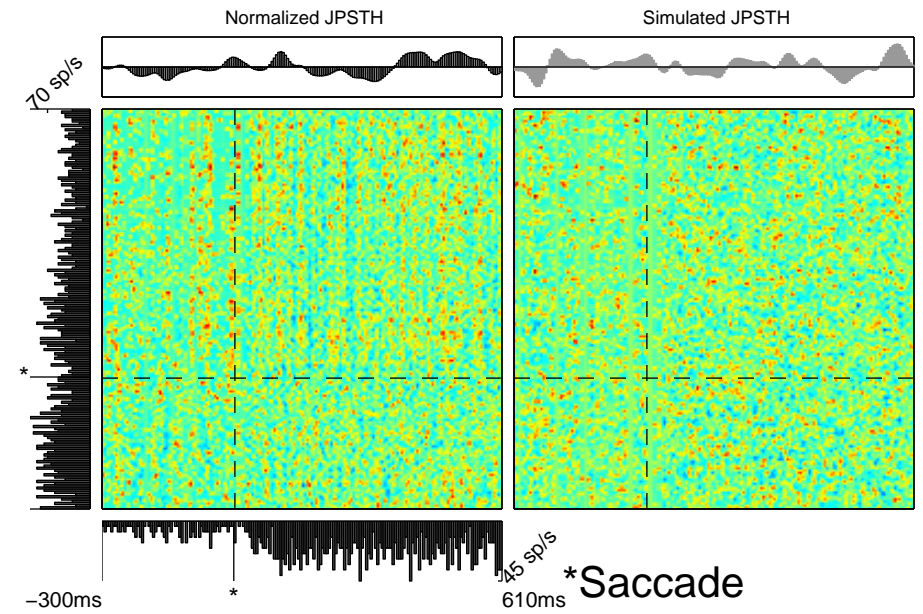 Normalized JPSTH
Simulated JPSTH
70 sp/s
*
45 sp/s
*Saccade
−300ms
*
610ms